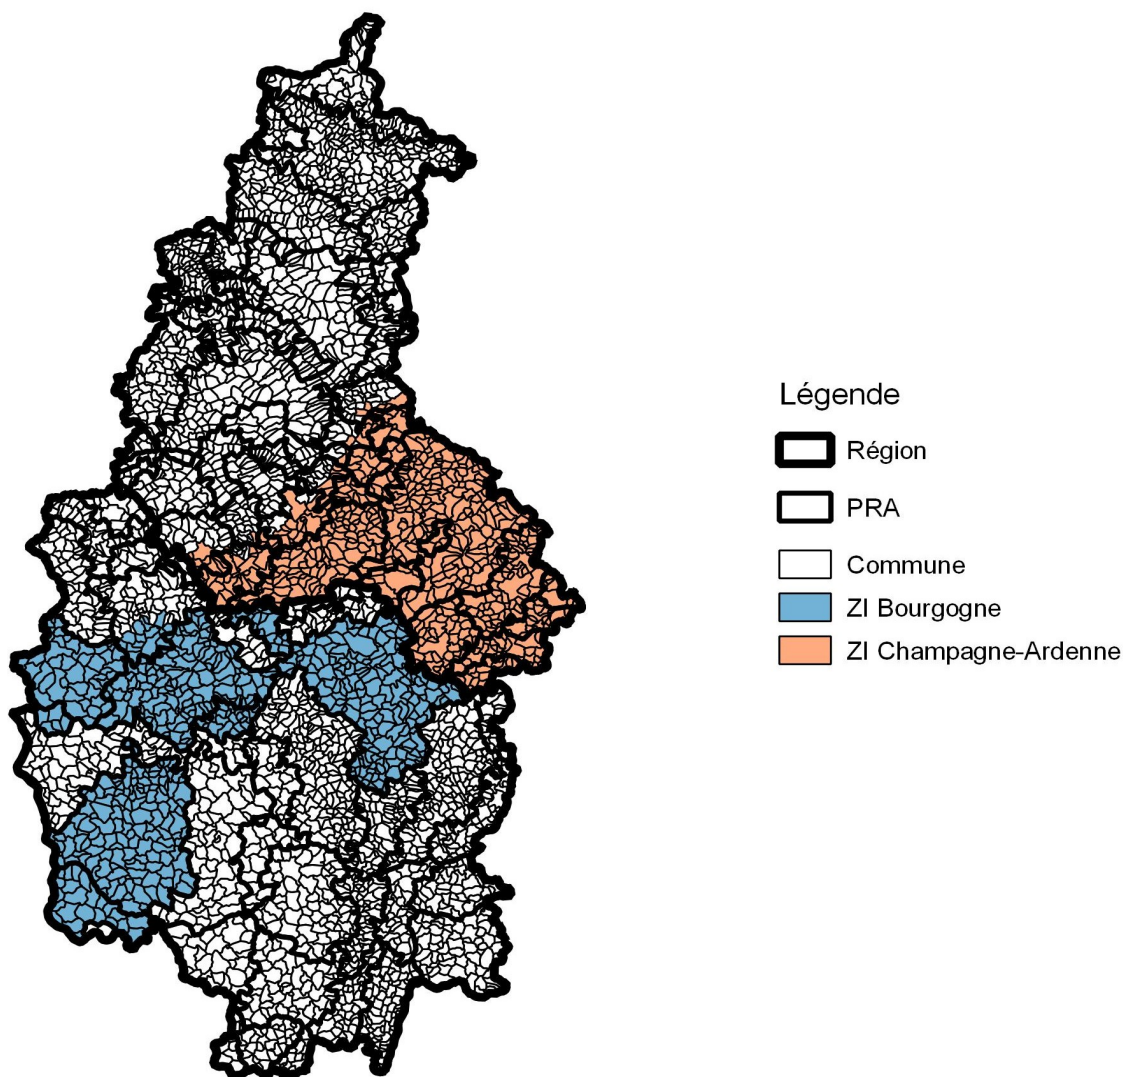 Légende
Région
PRA
Commune
ZI Bourgogne
ZI Champagne-Ardenne